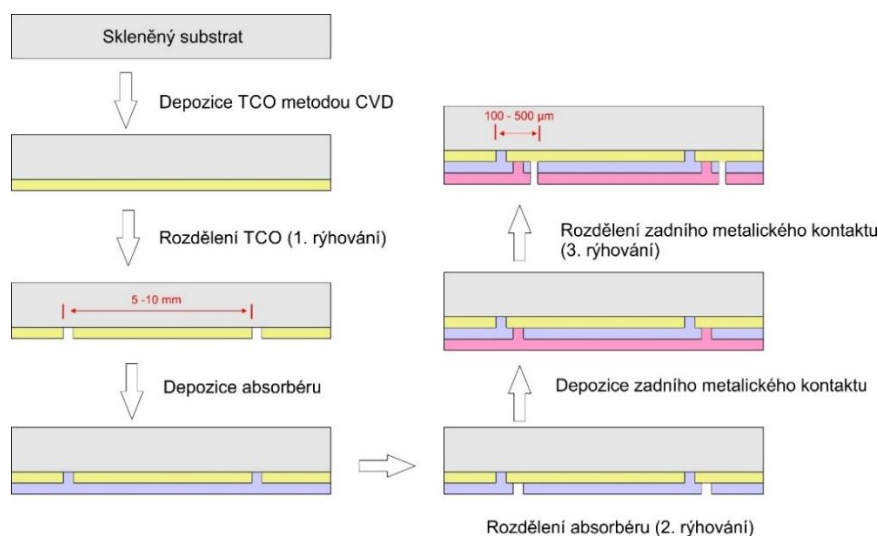 Skleněný substrat
Depozice TCO metodou CVD
Rozdělení TCO (1. rýhování)
5 -10 mm
Depozice absorbéru
Rozdělení absorbéru (2. rýhování)
Depozice zadního metalického kontaktu
Rozdělení zadního metalického kontaktu
(3. rýhování)
100 - 500 µm